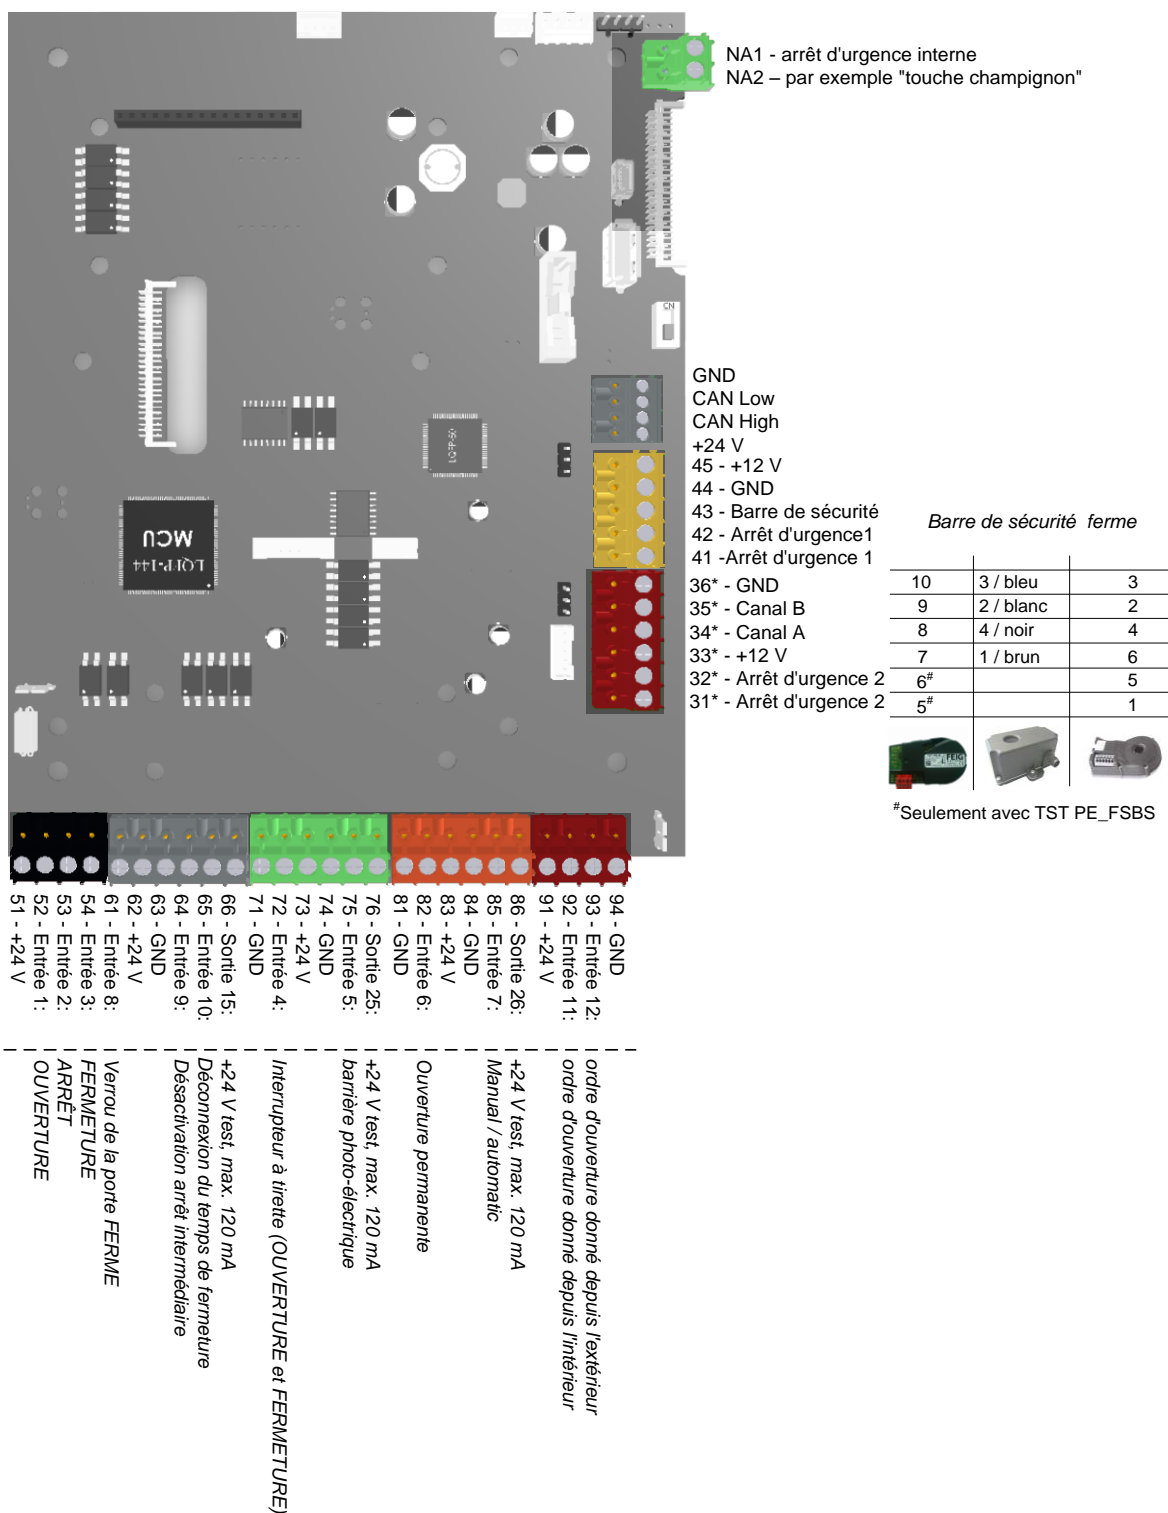 NA1 - arrêt d'urgence interne
NA2 – par exemple "touche champignon"
CN
GND
CAN Low
CAN High
+24 V
45 - +12 V
44 - GND
43 - Barre de sécurité
42 - Arrêt d'urgence1
41 -Arrêt d'urgence 1
36* - GND
35* - Canal B
34* - Canal A
33* - +12 V
32* - Arrêt d'urgence 2
31* - Arrêt d'urgence 2
Barre de sécurité ferme
10 3 / bleu 3
9 2 / blanc 2
8 4 / noir 4
7 1 / brun 6
6# 5
5# 1
FEIG
#Seulement avec TST PE_FSBS
MCU
LQFP-144
51 - +24 V
52 - Entrée 1: OUVERTURE
53 - Entrée 2: ARRÊT
54 - Entrée 3: FERMETURE
61 - Entrée 8: Verrou de la porte FERME
62 - +24 V
63 - GND
64 - Entrée 9: Désactivation arrêt intermédiaire
65 - Entrée 10: Déconnexion du temps de fermeture
66 - Sortie 15: +24 V test, max. 120 mA
71 - GND
72 - Entrée 4: Interrupteur à tirette (OUVERTURE et FERMETURE)
73 - +24 V
74 - GND
75 - Entrée 5: barrière photo-électrique
76 - Sortie 25: +24 V test, max. 120 mA
81 - GND
82 - Entrée 6: Ouverture permanente
83 - +24 V
84 - GND
85 - Entrée 7: Manual / automatic
86 - Sortie 26: +24 V test, max. 120 mA
91 - +24 V
92 - Entrée 11: ordre d'ouverture donné depuis l'intérieur
93 - Entrée 12: ordre d'ouverture donné depuis l'extérieur
94 - GND